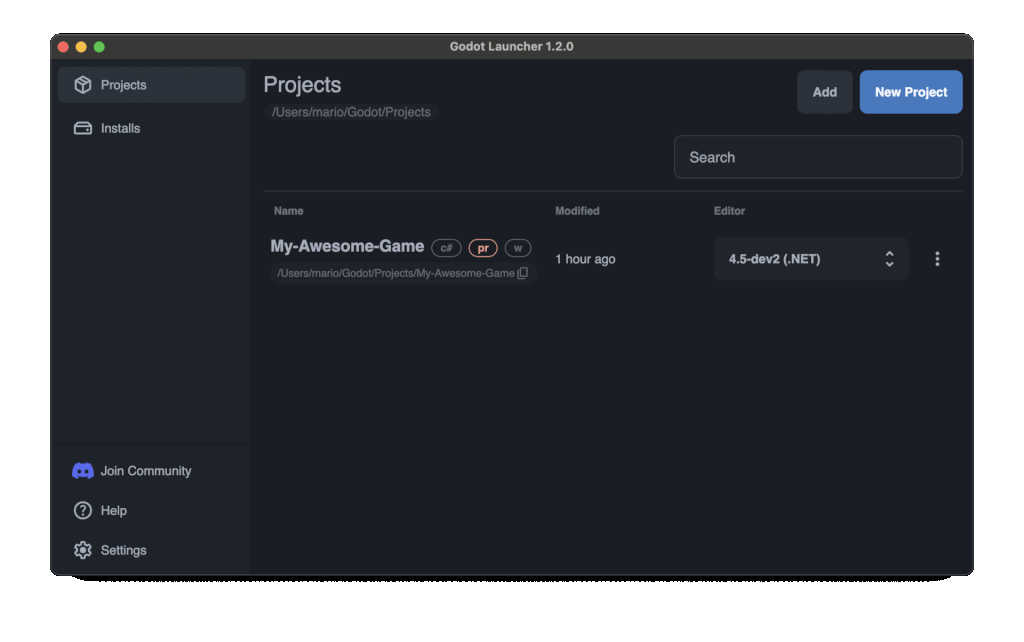 Godot Launcher 1.2.0
Projects
Installs
Join Community
Help
Settings
Projects
/Users/mario/Godot/Projects
Add
New Project
Search
Name Modified Editor
My-Awesome-Game c# pr w
/Users/mario/Godot/Projects/My-Awesome-Game
1 hour ago
4.5-dev2 (.NET)